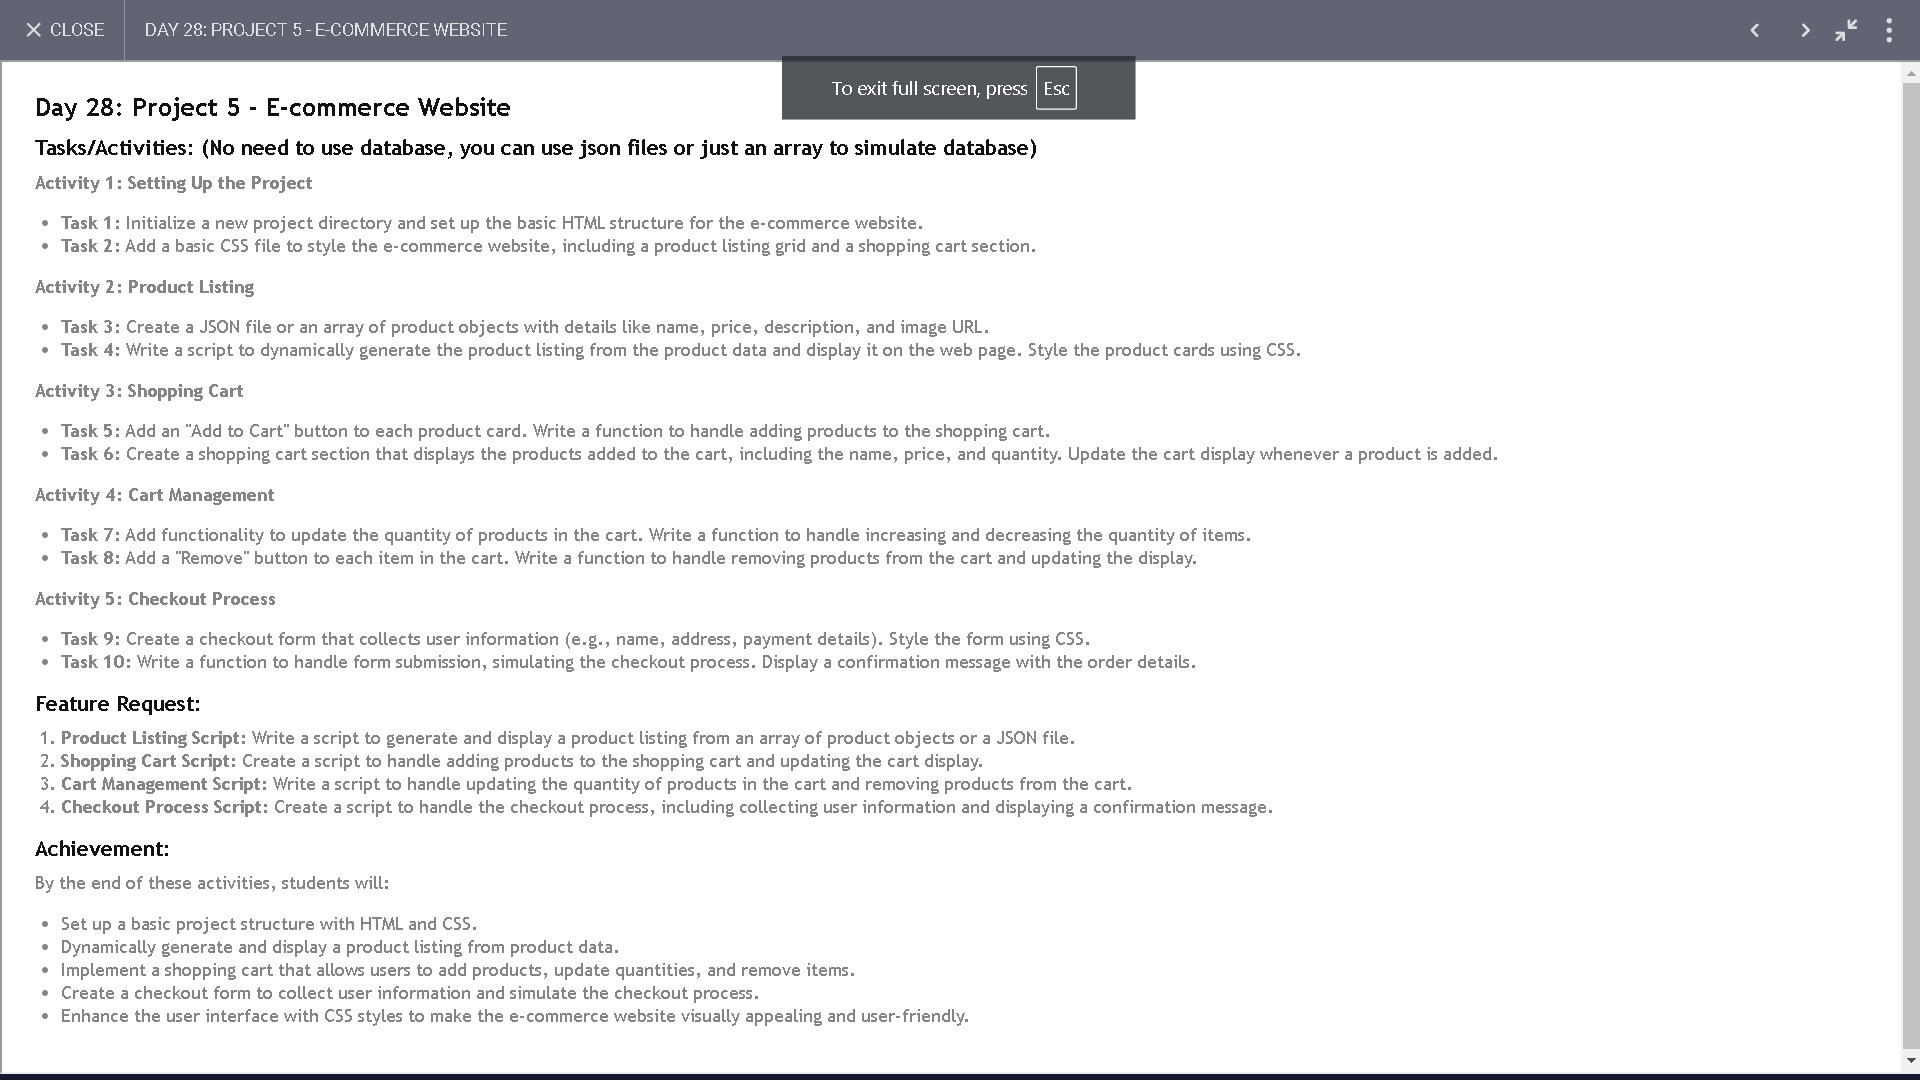 CLOSE
DAY 28: PROJECT 5 - E-COMMERCE WEBSITE
To exit full screen, press Esc
Day 28: Project 5 - E-commerce Website
Tasks/Activities: (No need to use database, you can use json files or just an array to simulate database)
Activity 1: Setting Up the Project
• Task 1: Initialize a new project directory and set up the basic HTML structure for the e-commerce website.
• Task 2: Add a basic CSS file to style the e-commerce website, including a product listing grid and a shopping cart section.
Activity 2: Product Listing
• Task 3: Create a JSON file or an array of product objects with details like name, price, description, and image URL.
• Task 4: Write a script to dynamically generate the product listing from the product data and display it on the web page. Style the product cards using CSS.
Activity 3: Shopping Cart
• Task 5: Add an "Add to Cart" button to each product card. Write a function to handle adding products to the shopping cart.
• Task 6: Create a shopping cart section that displays the products added to the cart, including the name, price, and quantity. Update the cart display whenever a product is added.
Activity 4: Cart Management
• Task 7: Add functionality to update the quantity of products in the cart. Write a function to handle increasing and decreasing the quantity of items.
• Task 8: Add a "Remove" button to each item in the cart. Write a function to handle removing products from the cart and updating the display.
Activity 5: Checkout Process
• Task 9: Create a checkout form that collects user information (e.g., name, address, payment details). Style the form using CSS.
• Task 10: Write a function to handle form submission, simulating the checkout process. Display a confirmation message with the order details.
Feature Request:
1. Product Listing Script: Write a script to generate and display a product listing from an array of product objects or a JSON file.
2. Shopping Cart Script: Create a script to handle adding products to the shopping cart and updating the cart display.
3. Cart Management Script: Write a script to handle updating the quantity of products in the cart and removing products from the cart.
4. Checkout Process Script: Create a script to handle the checkout process, including collecting user information and displaying a confirmation message.
Achievement:
By the end of these activities, students will:
• Set up a basic project structure with HTML and CSS.
• Dynamically generate and display a product listing from product data.
• Implement a shopping cart that allows users to add products, update quantities, and remove items.
• Create a checkout form to collect user information and simulate the checkout process.
• Enhance the user interface with CSS styles to make the e-commerce website visually appealing and user-friendly.